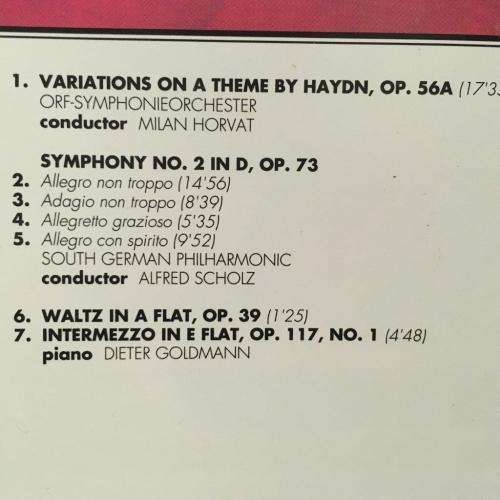 1. VARIATIONS ON A THEME BY HAYDN, OP. 56A (17'3
ORF-SYMPHONIEORCHESTER
conductor MILAN HORVAT
SYMPHONY NO. 2 IN D, OP. 73
2. Allegro non troppo (14'56)
3. Adagio non troppo (8'39)
4. Allegretto grazioso (5'35)
5. Allegro con spirito (9'52)
SOUTH GERMAN PHILHARMONIC
conductor ALFRED SCHOLZ
6. WALTZ IN A FLAT, OP. 39 (1'25)
7. INTERMEZZO IN E FLAT, OP. 117, NO. 1 (4'48)
piano DIETER GOLDMANN